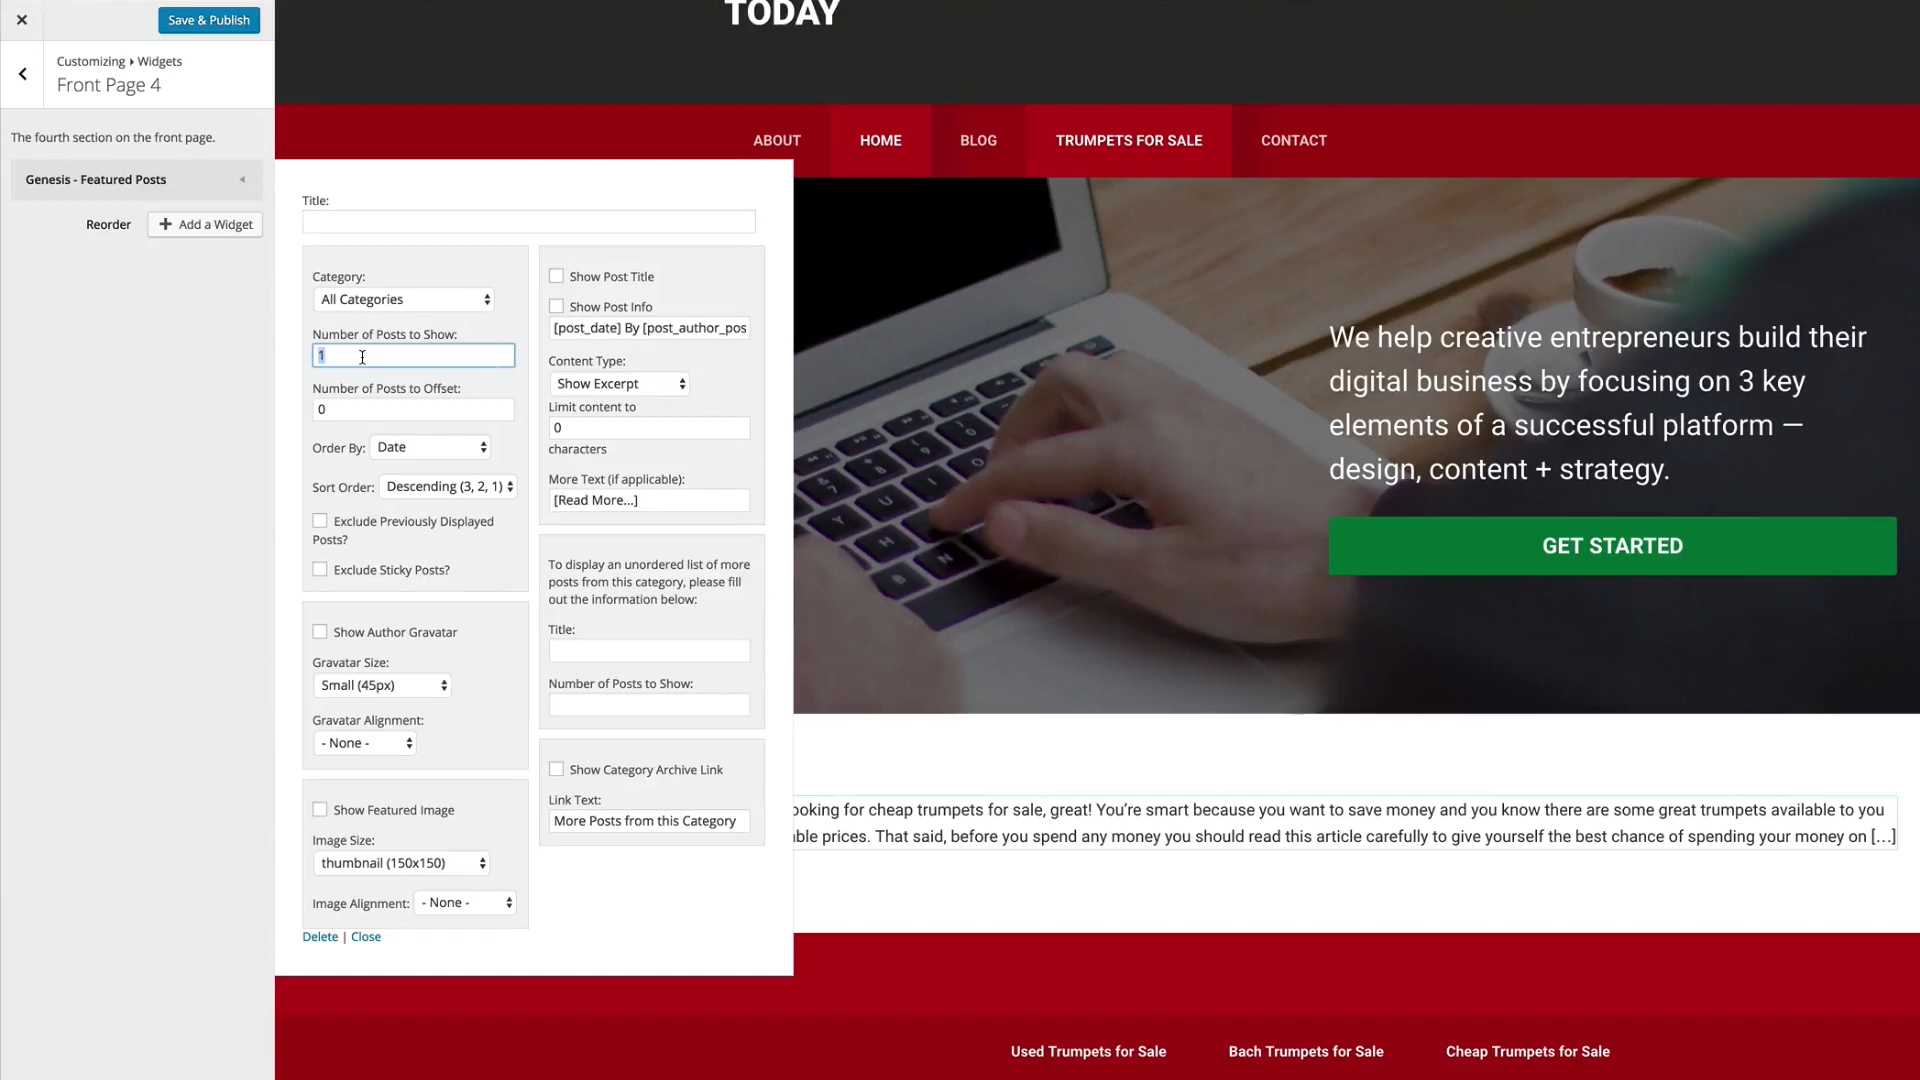 Save & Publish
Customizing ▸ Widgets
Front Page 4
The fourth section on the front page.
Genesis - Featured Posts
Reorder
Add a Widget
TODAY
ABOUT
HOME
BLOG
TRUMPETS FOR SALE
CONTACT
Title:
Category:
All Categories
Number of Posts to Show:
1
Number of Posts to Offset:
0
Order By:
Date
Sort Order:
Descending (3, 2, 1)
Exclude Previously Displayed
Posts?
Exclude Sticky Posts?
Show Author Gravatar
Gravatar Size:
Small (45px)
Gravatar Alignment:
- None -
Show Featured Image
Image Size:
thumbnail (150x150)
Image Alignment:
- None -
Delete | Close
Show Post Title
Show Post Info
[post_date] By [post_author_pos
Content Type:
Show Excerpt
Limit content to
0
characters
More Text (if applicable):
[Read More...]
To display an unordered list of more
posts from this category, please fill
out the information below:
Title:
Number of Posts to Show:
Show Category Archive Link
Link Text:
More Posts from this Category
We help creative entrepreneurs build their
digital business by focusing on 3 key
elements of a successful platform —
design, content + strategy.
GET STARTED
ooking for cheap trumpets for sale, great! You’re smart because you want to save money and you know there are some great trumpets available to you
ble prices. That said, before you spend any money you should read this article carefully to give yourself the best chance of spending your money on […]
Used Trumpets for Sale
Bach Trumpets for Sale
Cheap Trumpets for Sale